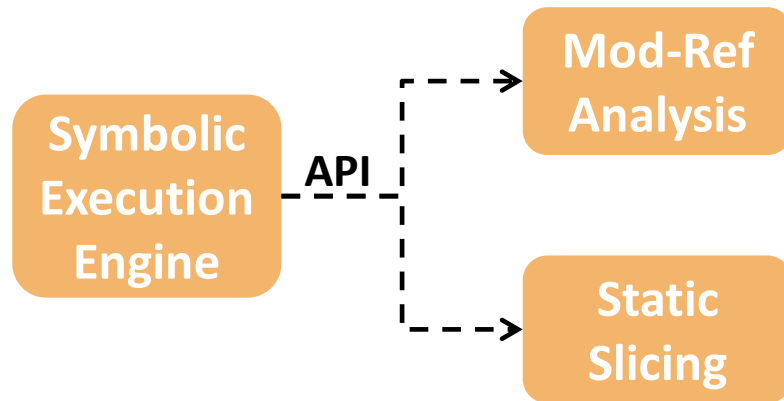 Symbolic
Execution
Engine
API
Mod-Ref
Analysis
Static
Slicing